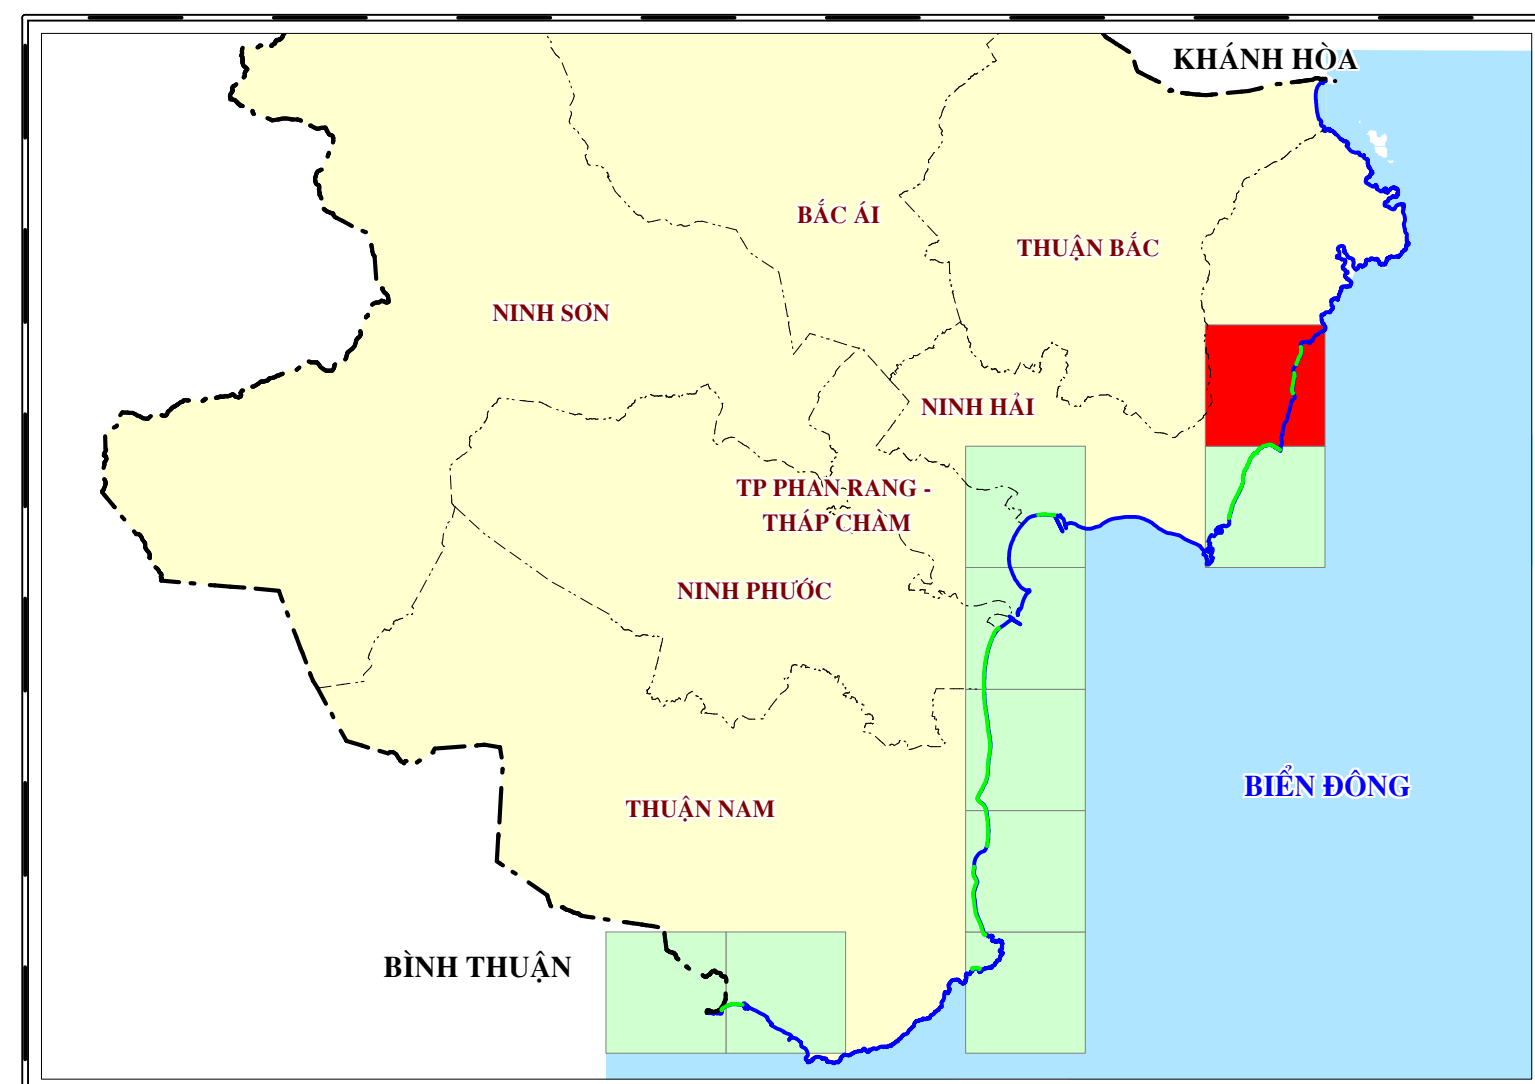 KHÁNH HÒA
BẮC ÁI
THUẬN BẮC
NINH SƠN
NINH HẢI
TP PHAN RANG -
THÁP CHÀM
NINH PHƯỚC
BIỂN ĐÔNG
THUẬN NAM
BÌNH THUẬN